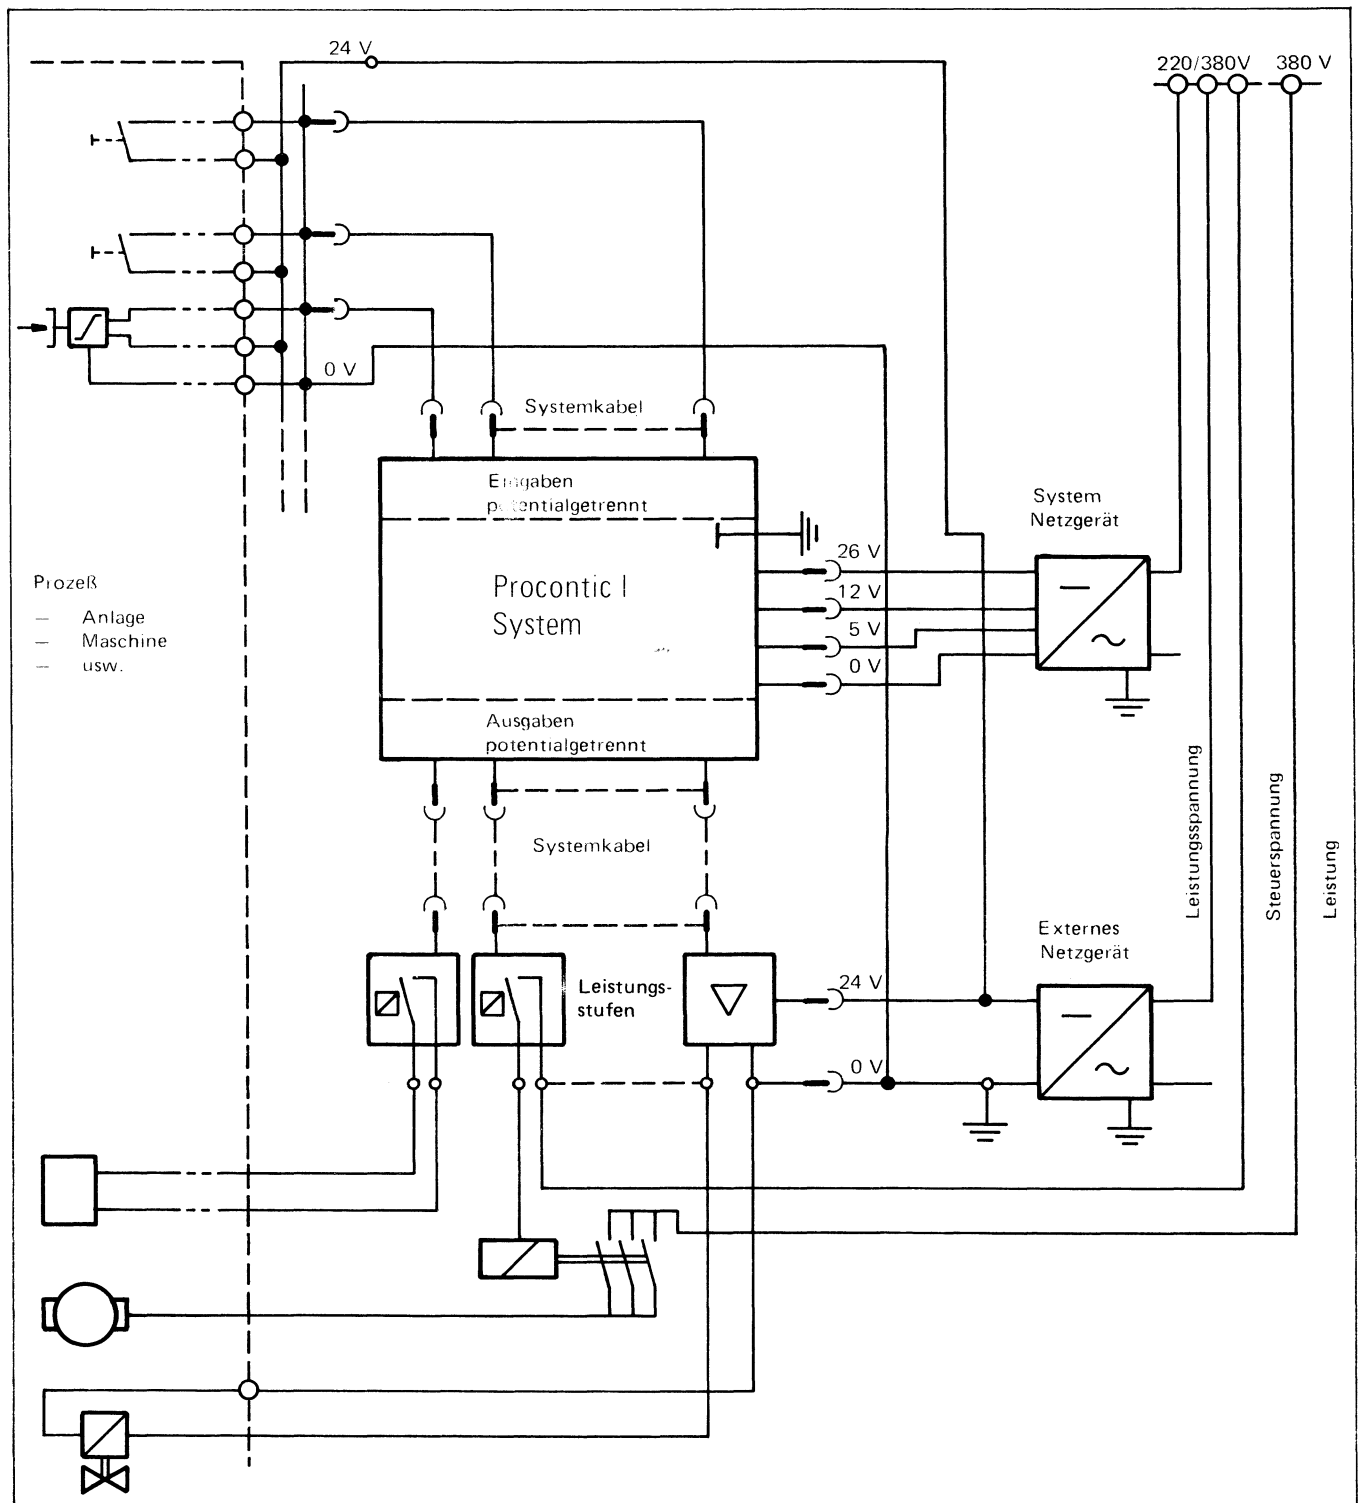 24 V
220/380V
380 V
0 V
Systemkabel
Eingaben
potentialgetrennt
System
Netzgerät
26 V
12 V
5 V
0 V
Procontic I
System
Prozeß
— Anlage
— Maschine
— usw.
Ausgaben
potentialgetrennt
Systemkabel
Leistungsspannung
Steuerspannung
Leistung
Externes
Netzgerät
Leistungs-
stufen
24 V
0 V